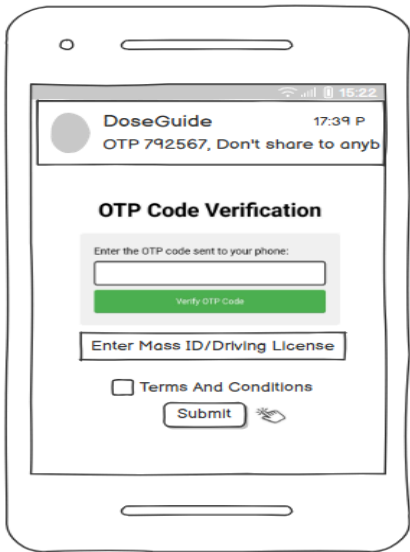 15:22
DoseGuide 17:39 P
OTP 792567, Don't share to anyb
OTP Code Verification
Enter the OTP code sent to your phone:
Verify OTP Code
Enter Mass ID/Driving License
Terms And Conditions
Submit